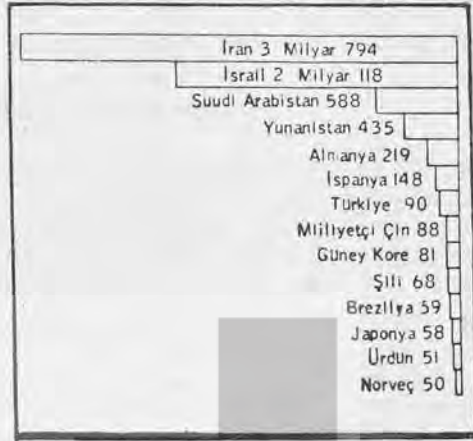 İran 3 Milyar 794
İsrail 2 Milyar 118
Suudi Arabistan 588
Yunanistan 435
Almanya 219
İspanya 148
Türkiye 90
Milliyetçi Çin 88
Güney Kore 81
Şili 68
Brezilya 59
Japonya 58
Ürdün 51
Norveç 50